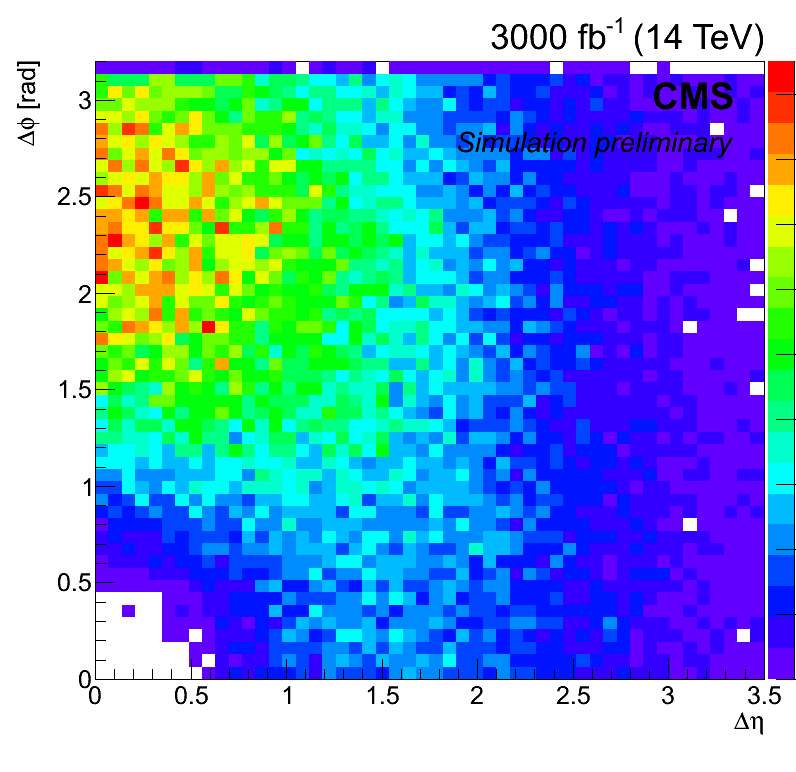 3000 fb⁻¹ (14 TeV)
Δϕ [rad]
CMS
Simulation preliminary
3
2.5
2
1.5
1
0.5
0
0 0.5 1 1.5 2 2.5 3 3.5
Δη